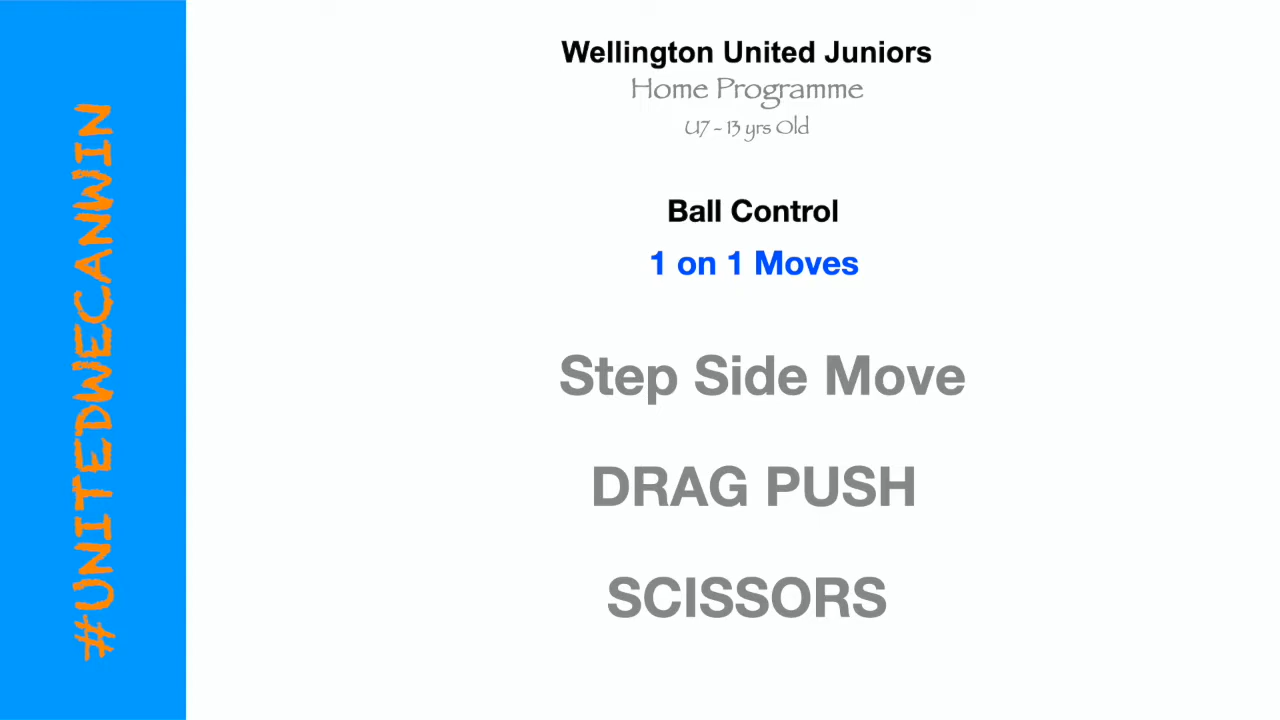 #UNITEDWECANWIN
Wellington United Juniors
Home Programme
U7 - 13 yrs Old
Ball Control
1 on 1 Moves
Step Side Move
DRAG PUSH
SCISSORS